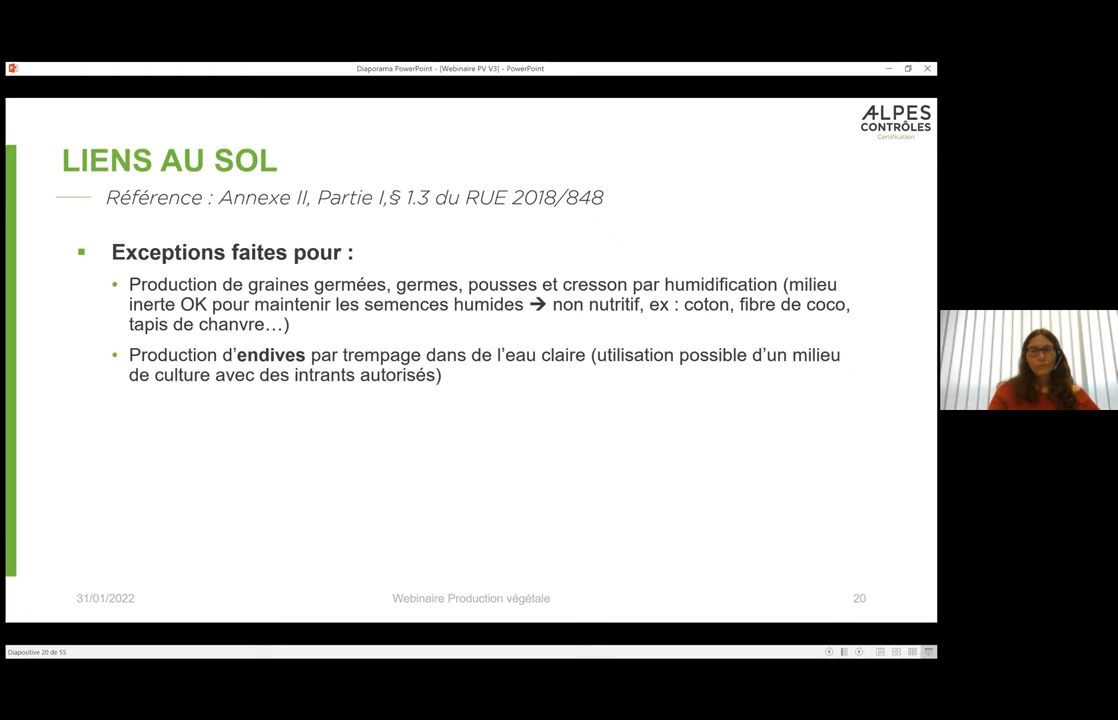 Diaporama PowerPoint - [Webinaire PV V3] - PowerPoint
ALPES
CONTRÔLES
Certification
LIENS AU SOL
Référence : Annexe II, Partie I,§ 1.3 du RUE 2018/848
Exceptions faites pour :
Production de graines germées, germes, pousses et cresson par humidification (milieu
inerte OK pour maintenir les semences humides → non nutritif, ex : coton, fibre de coco,
tapis de chanvre…)
Production d’endives par trempage dans de l’eau claire (utilisation possible d’un milieu
de culture avec des intrants autorisés)
31/01/2022
Webinaire Production végétale
20
Diapositive 20 de 55